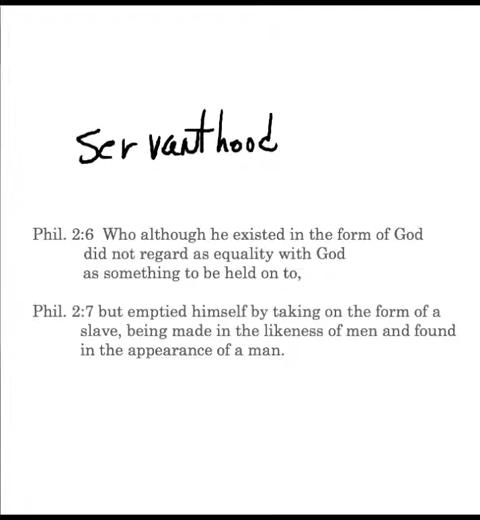 Servanthood
Phil. 2:6 Who although he existed in the form of God
did not regard as equality with God
as something to be held on to,
Phil. 2:7 but emptied himself by taking on the form of a
slave, being made in the likeness of men and found
in the appearance of a man.